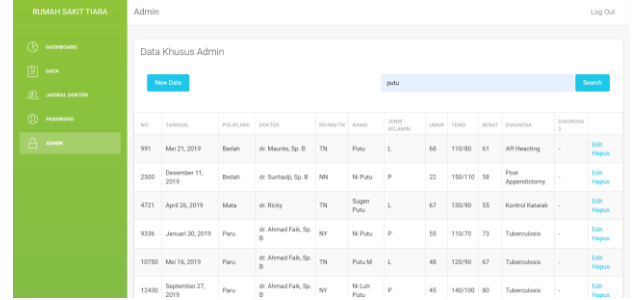 RUMAH SAKIT TIARA
Admin
Log Out
DASHBOARD
DATA
JADWAL DOKTER
PASSWORD
ADMIN
Data Khusus Admin
New Data
putu
Search
NO TANGGAL POLIKLINIK DOKTER NY/NN/TN NAMA JENIS KELAMIN UMUR TENSI BERAT DIAGNOSA DIAGNOSA 2
991 Mei 21, 2019 Bedah dr. Maurits, Sp. B TN Putu L 68 110/80 61 Aff Heacting - Edit Hapus
2500 Desember 11, 2019 Bedah dr. Sunhadji, Sp. B NN Ni Putu P 22 150/110 58 Post Appendictomy - Edit Hapus
4721 April 26, 2019 Mata dr. Ricky TN Sugen Putu L 67 130/90 55 Kontrol Katarak - Edit Hapus
9336 Januari 30, 2019 Paru dr. Ahmad Faik, Sp. B NY Ni Putu P 55 110/70 73 Tuberculosis - Edit Hapus
10750 Mei 16, 2019 Paru dr. Ahmad Faik, Sp. B TN Putu M L 48 120/90 67 Tuberculosis - Edit Hapus
12430 September 27, 2019 Paru dr. Ahmad Faik, Sp. B NY Ni Luh Putu P 45 140/100 80 Tuberculosis - Edit Hapus